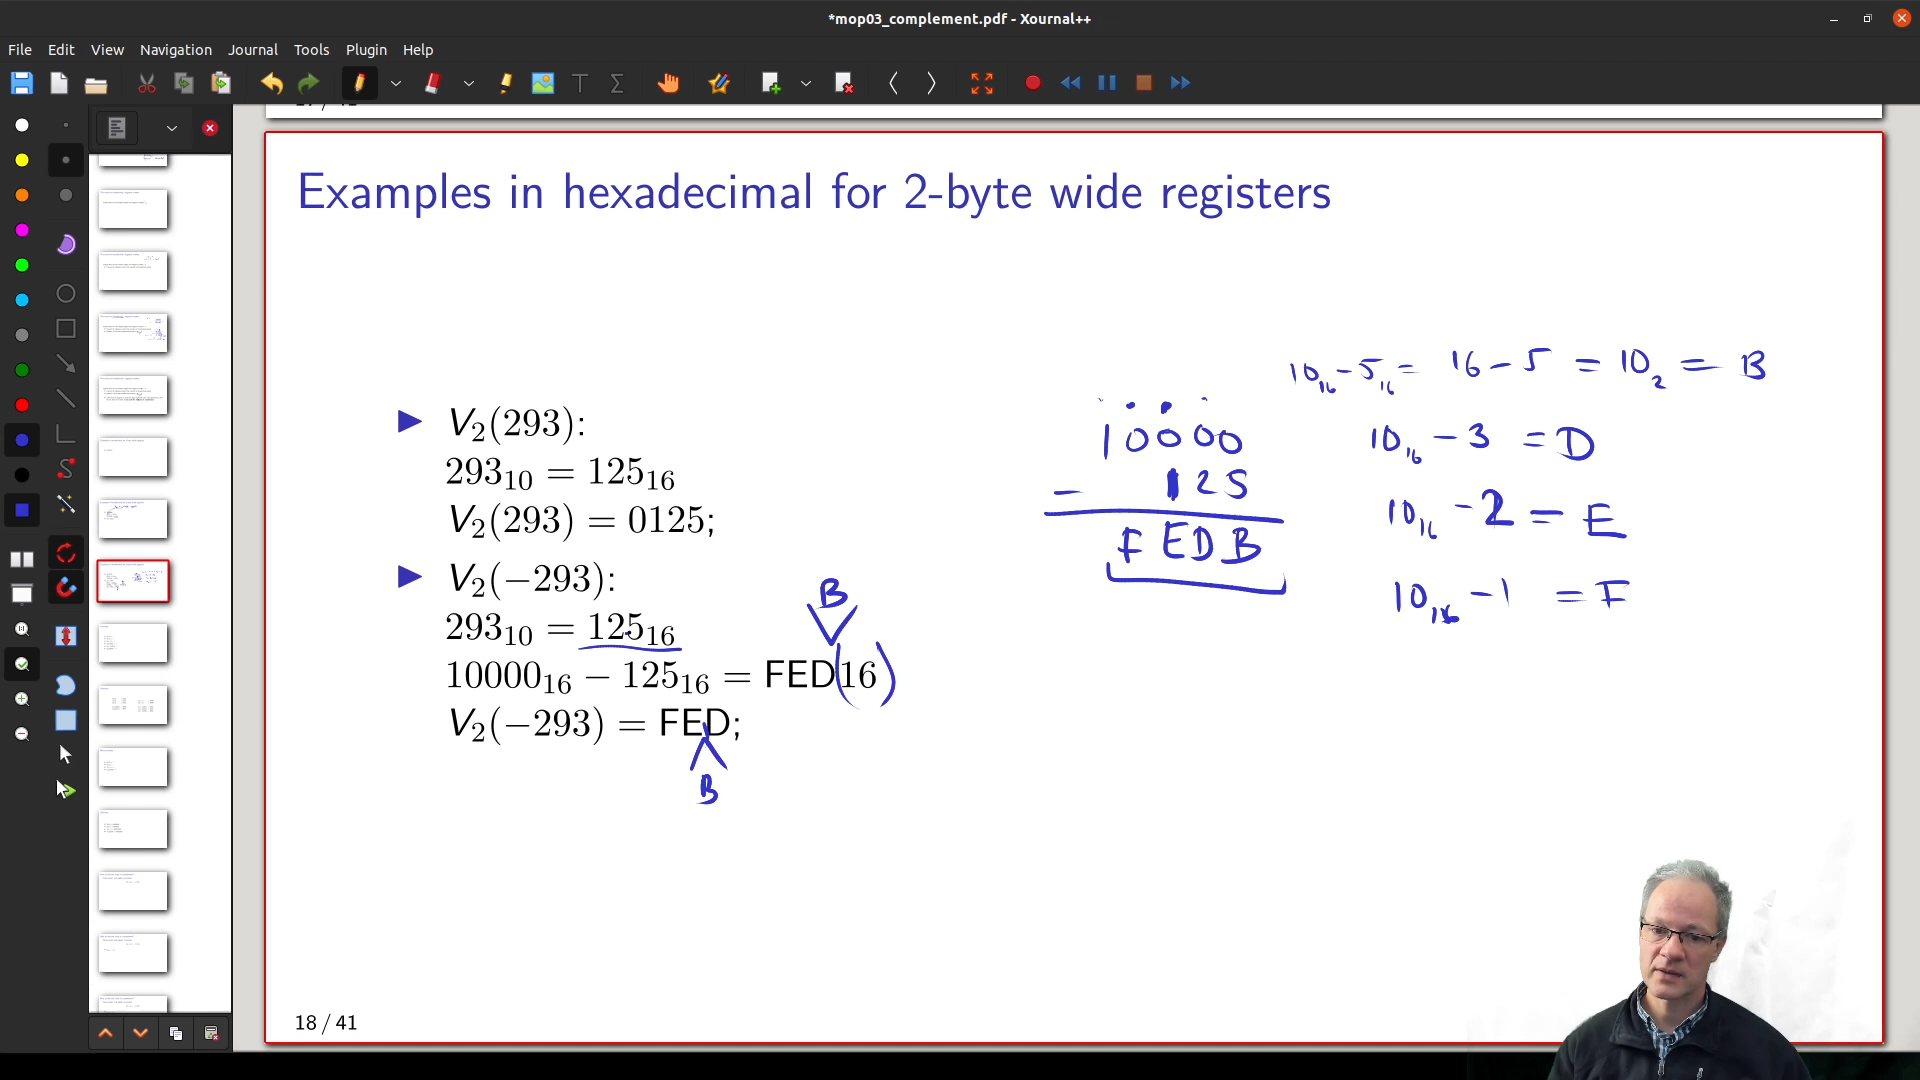 *mop03_complement.pdf - Xournal++
File Edit View Navigation Journal Tools Plugin Help
Examples in hexadecimal for 2-byte wide registers
▶ V₂(293):
293₁₀ = 125₁₆
V₂(293) = 0125;
▶ V₂(−293):
293₁₀ = 125₁₆
B
10000₁₆ − 125₁₆ = FED(16)
V₂(−293) = FED;
B
10000
− 125
FEDB
10₁₆ − 5₁₆ = 16 − 5 = 10₂ = B
10₁₆ − 3 = D
10₁₆ − 2 = E
10₁₆ − 1 = F
18 / 41